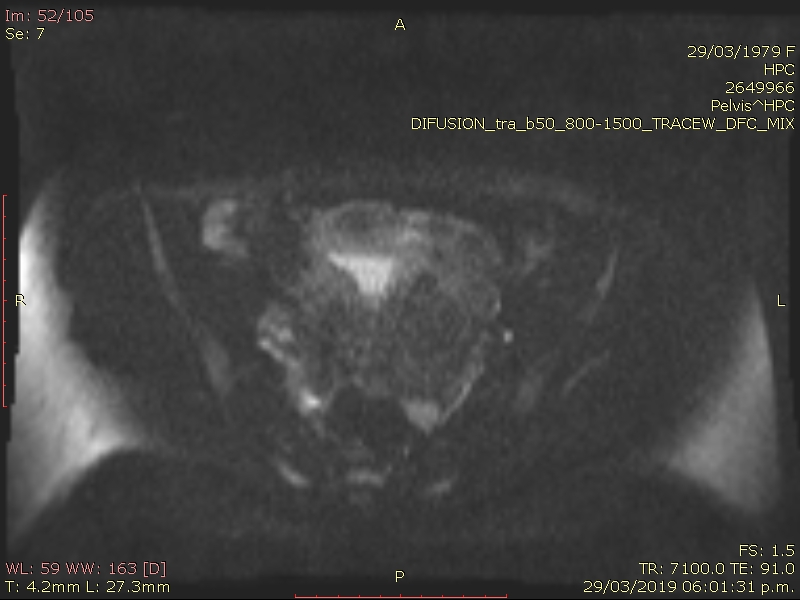 Im: 52/105
Se: 7
A
29/03/1979 F
HPC
2649966
Pelvis^HPC
DIFUSION_tra_b50_800-1500_TRACEW_DFC_MIX
R
L
WL: 59 WW: 163 [D]
T: 4.2mm L: 27.3mm
P
FS: 1.5
TR: 7100.0 TE: 91.0
29/03/2019 06:01:31 p.m.